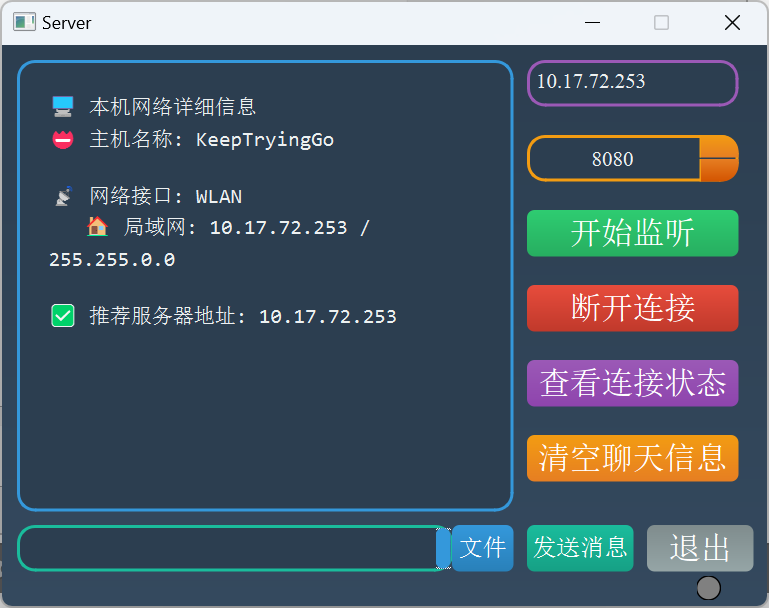 Server
本机网络详细信息
主机名称: KeepTryingGo
网络接口: WLAN
局域网: 10.17.72.253 /
255.255.0.0
推荐服务器地址: 10.17.72.253
10.17.72.253
8080
开始监听
断开连接
查看连接状态
清空聊天信息
文件
发送消息
退出